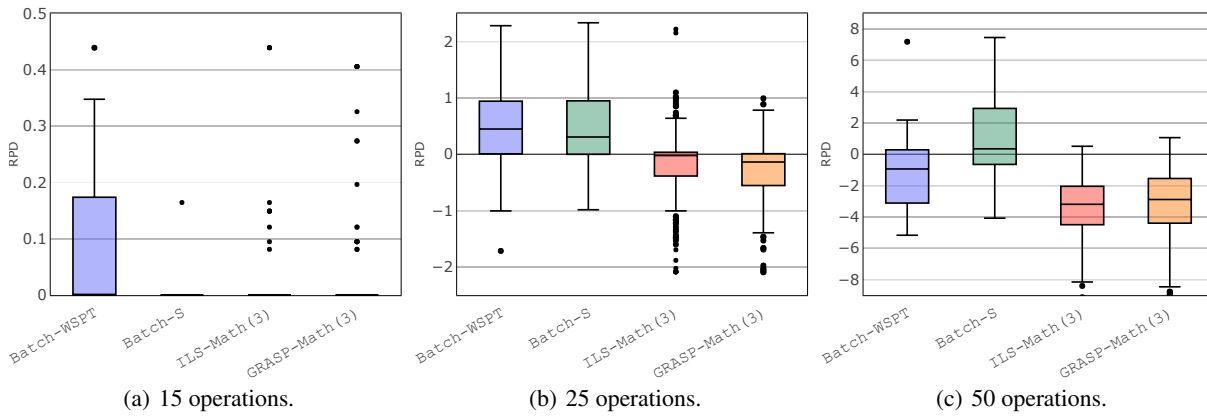 0.5
0.4
0.3
0.2
0.1
0
RPD
Batch-WSPT
Batch-S
ILS-Math(3)
GRASP-Math(3)
(a) 15 operations.
2
1
0
−1
−2
RPD
Batch-WSPT
Batch-S
ILS-Math(3)
GRASP-Math(3)
(b) 25 operations.
8
6
4
2
0
−2
−4
−6
−8
RPD
Batch-WSPT
Batch-S
ILS-Math(3)
GRASP-Math(3)
(c) 50 operations.